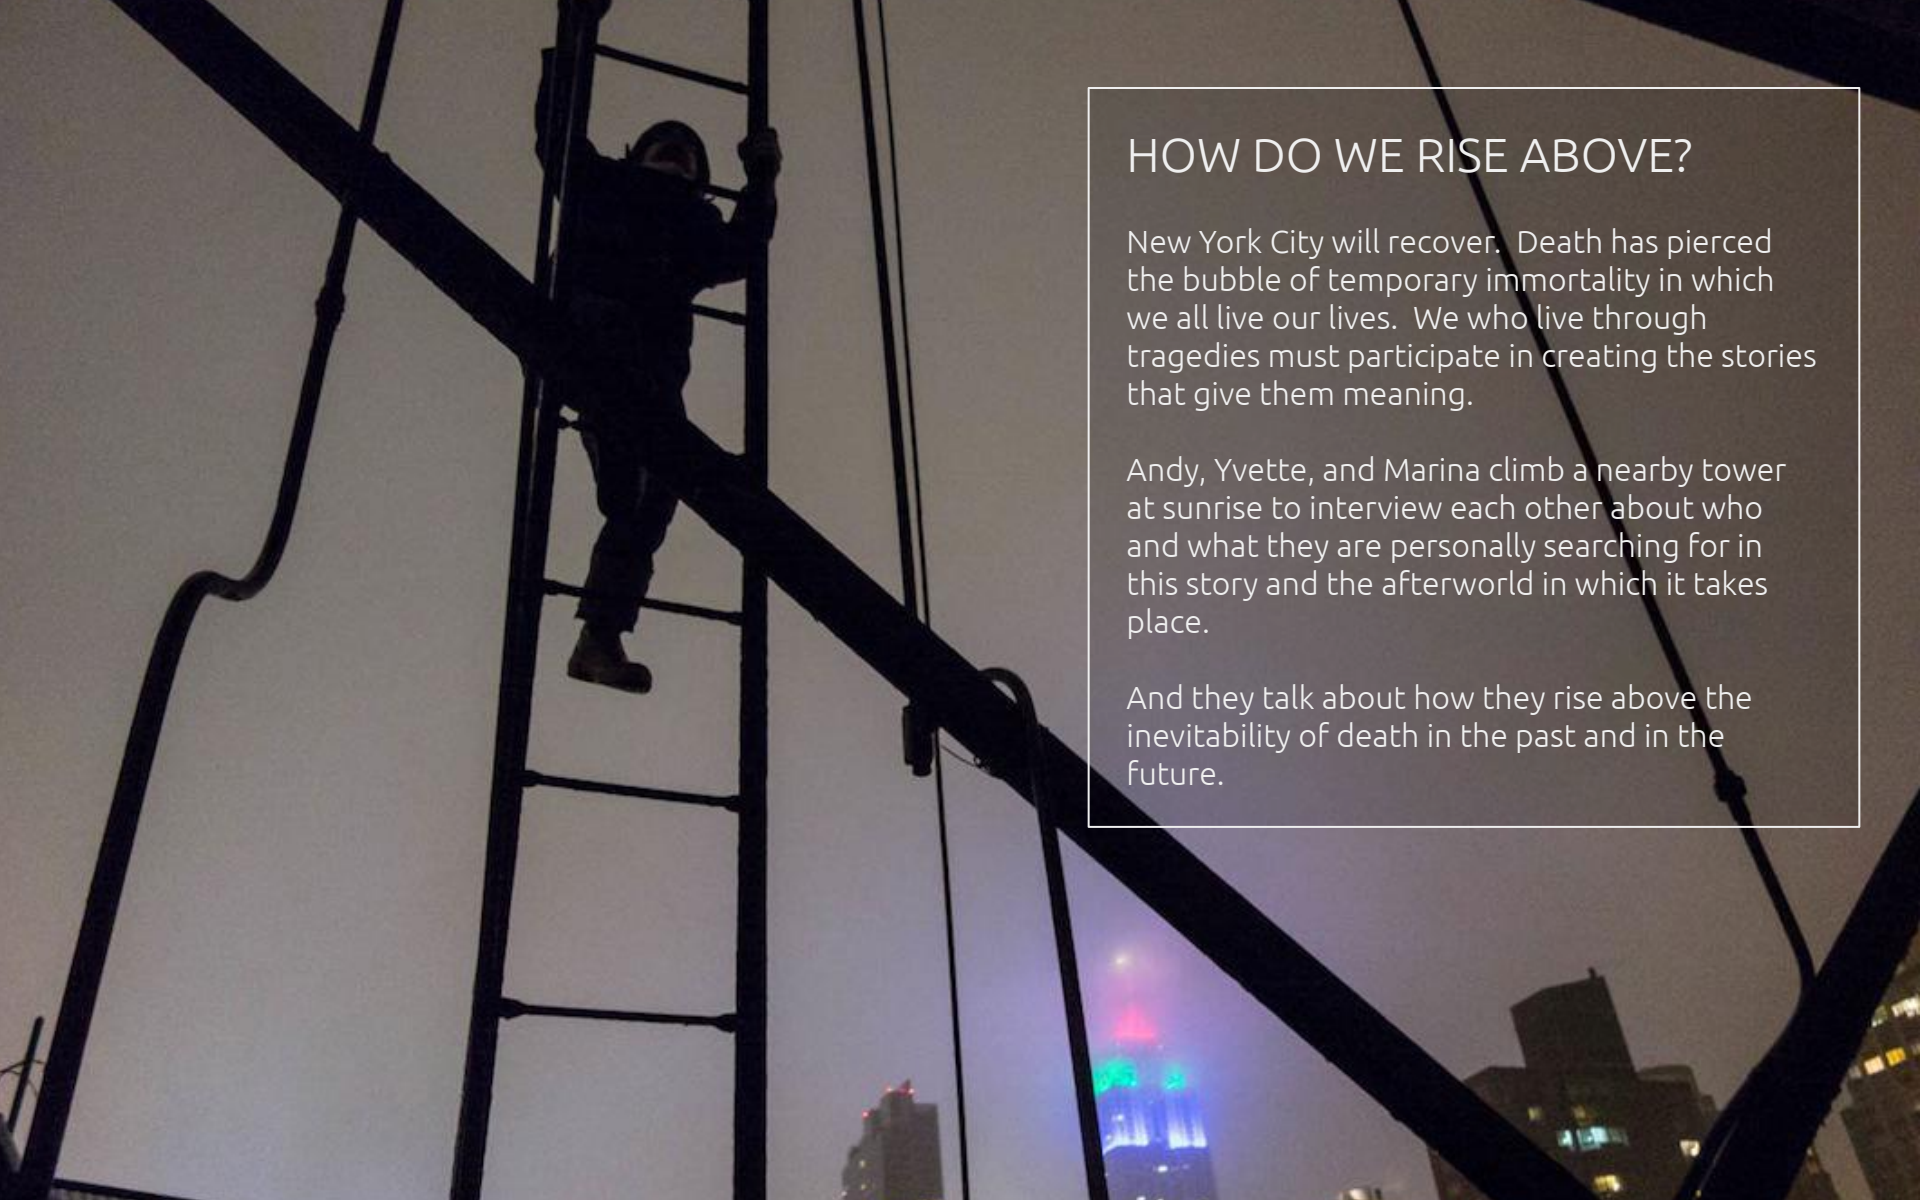 HOW DO WE RISE ABOVE?
New York City will recover.  Death has pierced
the bubble of temporary immortality in which
we all live our lives.  We who live through
tragedies must participate in creating the stories
that give them meaning.
Andy, Yvette, and Marina climb a nearby tower
at sunrise to interview each other about who
and what they are personally searching for in
this story and the afterworld in which it takes
place.
And they talk about how they rise above the
inevitability of death in the past and in the
future.